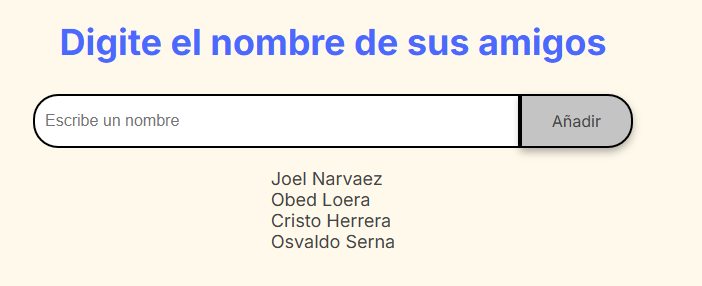 Digite el nombre de sus amigos
Escribe un nombre
Añadir
Joel Narvaez
Obed Loera
Cristo Herrera
Osvaldo Serna